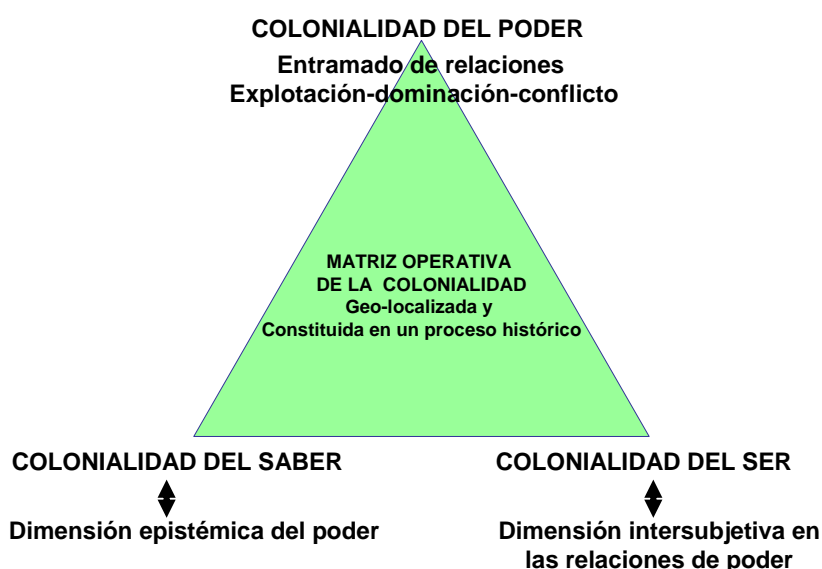 COLONIALIDAD DEL PODER
Entramado de relaciones
Explotación-dominación-conflicto
MATRIZ OPERATIVA
DE LA COLONIALIDAD
Geo-localizada y
Constituida en un proceso histórico
COLONIALIDAD DEL SABER
Dimensión epistémica del poder
COLONIALIDAD DEL SER
Dimensión intersubjetiva en
las relaciones de poder